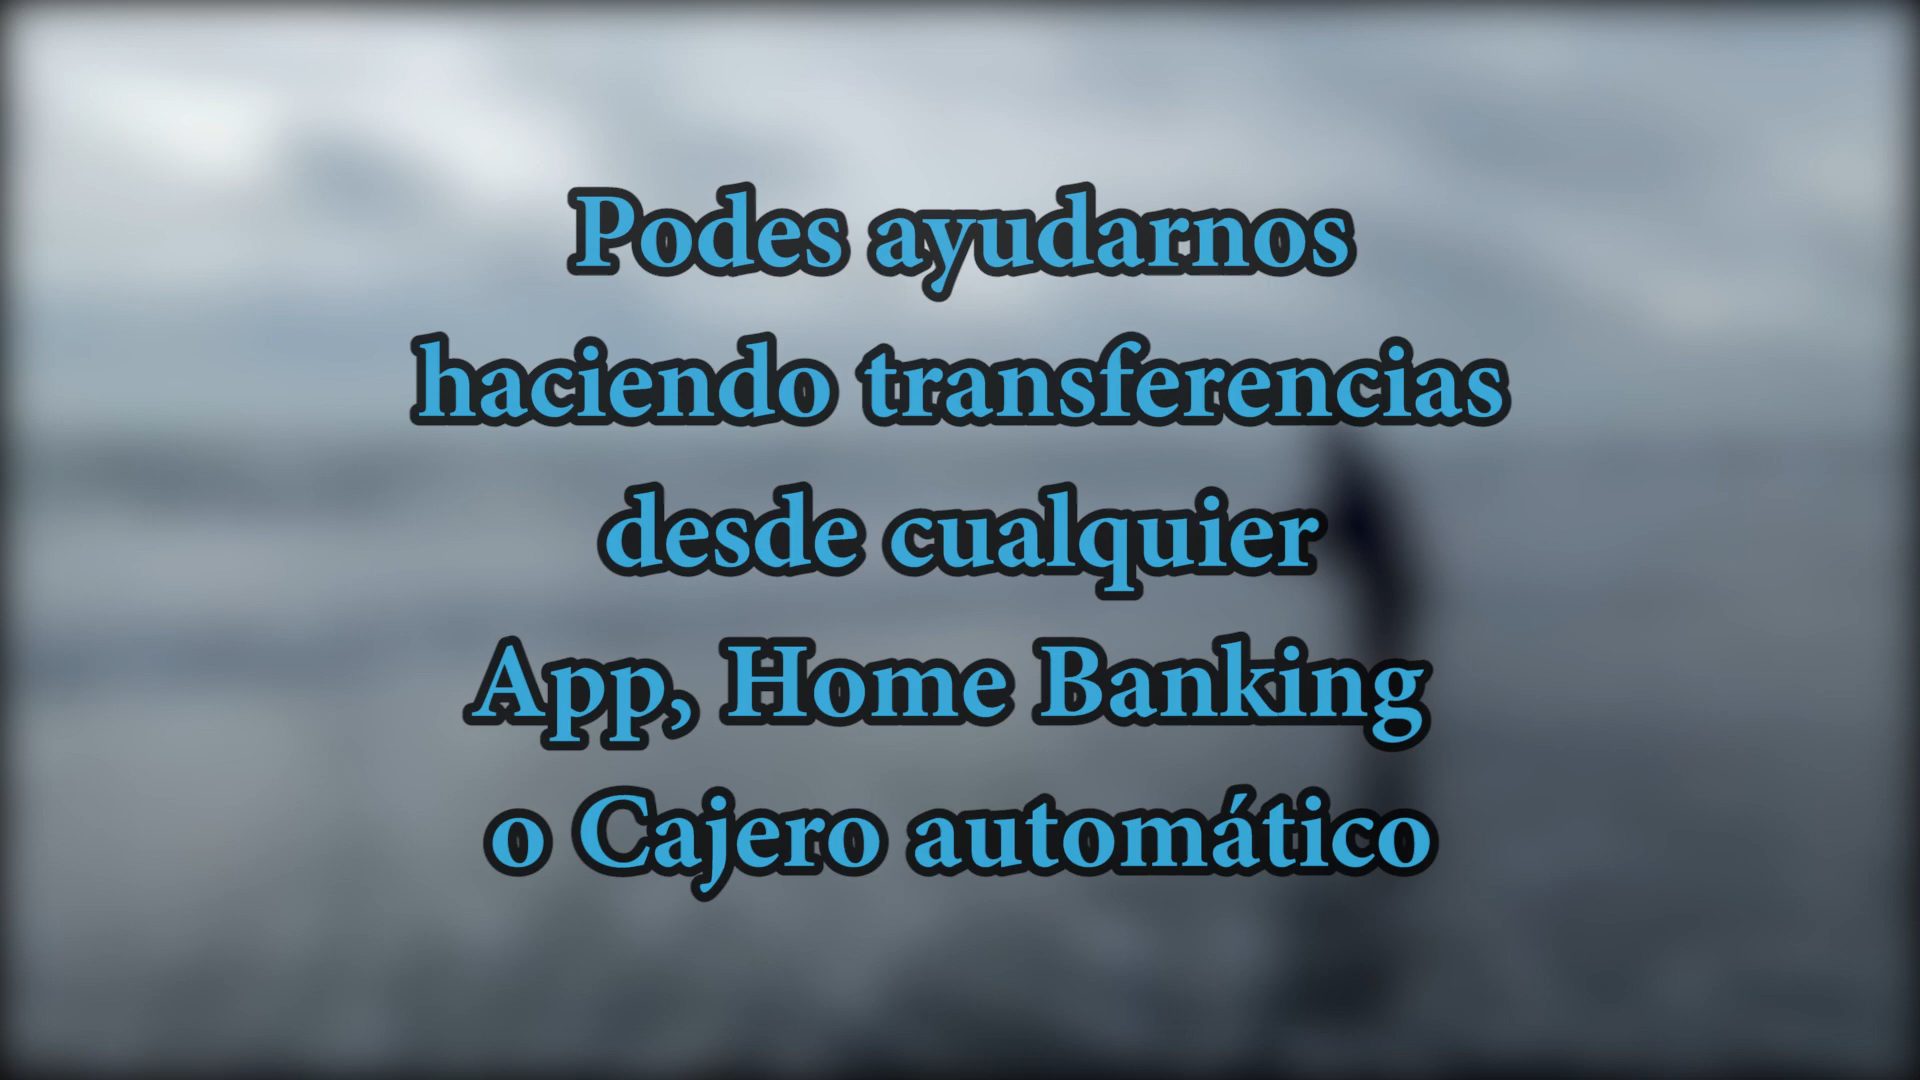 Podes ayudarnos
haciendo transferencias
desde cualquier
App, Home Banking
o Cajero automático